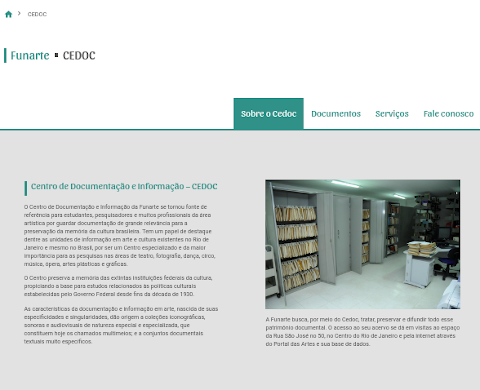 CEDOC
Funarte ▪ CEDOC
Sobre o Cedoc Documentos Serviços Fale conosco
Centro de Documentação e Informação – CEDOC
O Centro de Documentação e Informação da Funarte se tornou fonte de
referência para estudantes, pesquisadores e muitos profissionais da área
artística por guardar documentação de grande relevância para a
preservação da memória da cultura brasileira. Tem um papel de destaque
dentre as unidades de informação em arte e cultura existentes no Rio de
Janeiro e mesmo no Brasil, por ser um Centro especializado e da maior
importância para as pesquisas nas áreas de teatro, fotografia, dança, circo,
música, ópera, artes plásticas e gráficas.
O Centro preserva a memória das extintas instituições federais da cultura,
propiciando a base para estudos relacionados às políticas culturais
estabelecidas pelo Governo Federal desde fins da década de 1930.
As características da documentação e informação em arte, nascida de suas
especificidades e singularidades, dão origem a coleções iconográficas,
sonoras e audiovisuais de natureza especial e especializada, que
constituem hoje os chamados multimeios, e a conjuntos documentais
textuais muito específicos.
A Funarte busca, por meio do Cedoc, tratar, preservar e difundir todo esse
patrimônio documental. O acesso ao seu acervo se dá em visitas ao espaço
da Rua São José no 50, no Centro do Rio de Janeiro e pela internet através
do Portal das Artes e sua base de dados.